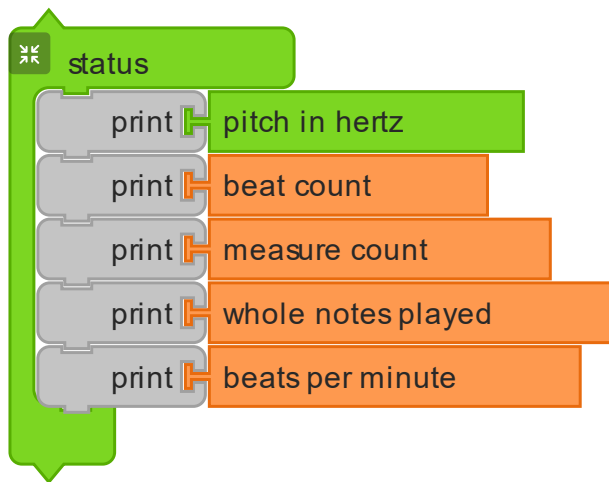 status
print pitch in hertz
print beat count
print measure count
print whole notes played
print beats per minute